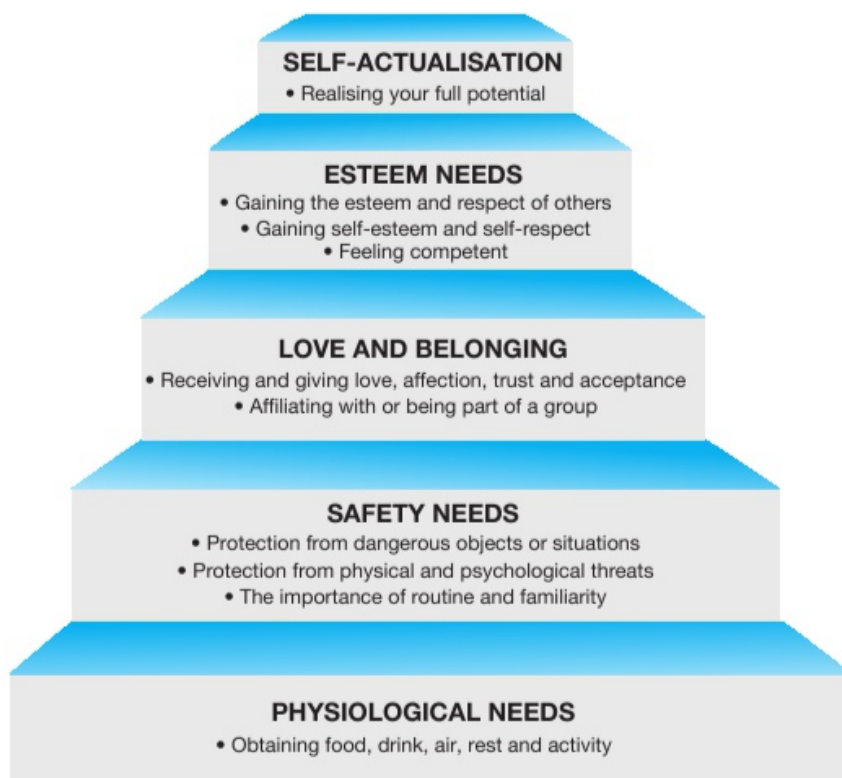 SELF-ACTUALISATION
• Realising your full potential
ESTEEM NEEDS
• Gaining the esteem and respect of others
• Gaining self-esteem and self-respect
• Feeling competent
LOVE AND BELONGING
• Receiving and giving love, affection, trust and acceptance
• Affiliating with or being part of a group
SAFETY NEEDS
• Protection from dangerous objects or situations
• Protection from physical and psychological threats
• The importance of routine and familiarity
PHYSIOLOGICAL NEEDS
• Obtaining food, drink, air, rest and activity